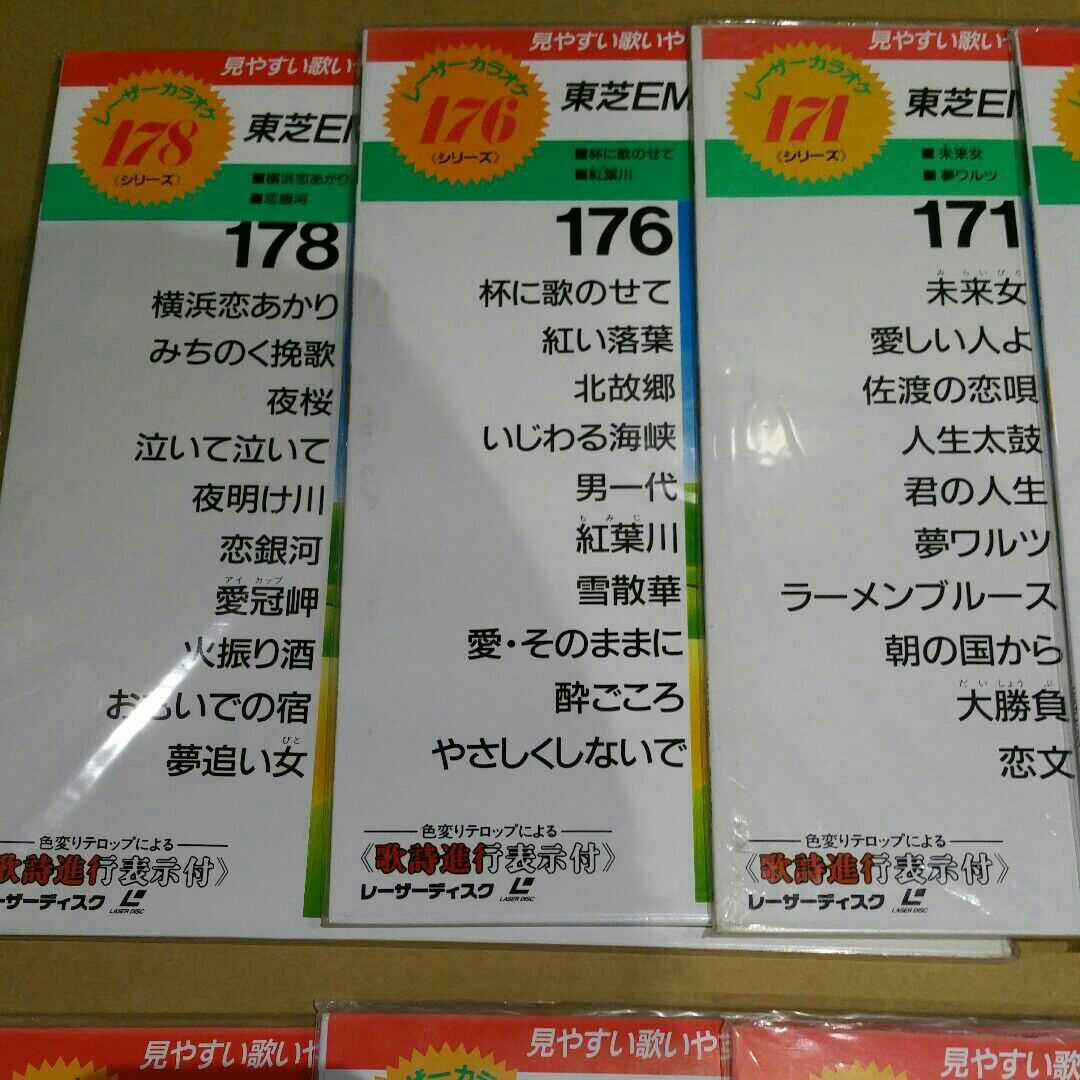 見やすい歌い
レーザーカラオケ
178
〈シリーズ〉
東芝EM
■横浜恋あかり
■恋銀河
178
横浜恋あかり
みちのく挽歌
夜桜
泣いて泣いて
夜明け川
恋銀河
アイ カップ
愛冠岬
火振り酒
おもいでの宿
びと
夢追い女
色変りテロップによる
歌詩進行表示付》
レーザーディスク
LASER DISC
見やすい歌いや
レーザーカラオケ
176
〈シリーズ〉
東芝EM
■杯に歌のせて
■紅葉川
176
杯に歌のせて
紅い落葉
北故郷
いじわる海峡
男一代
もみじ
紅葉川
雪散華
愛・そのままに
酔ごころ
やさしくしないで
色変りテロップによる
《歌詩進行表示付》
レーザーディスク
LASER DISC
見やすい歌い
レーザーカラオケ
171
〈シリーズ〉
東芝EM
■未来女
■夢ワルツ
171
みらいびと
未来女
愛しい人よ
佐渡の恋唄
人生太鼓
君の人生
夢ワルツ
ラーメンブルース
朝の国から
だいしょうぶ
大勝負
恋文
色変りテロップによる
《歌詩進行表示付》
レーザーディスク
LASER DISC
見やすい歌い
見やすい歌いや
見やすい歌